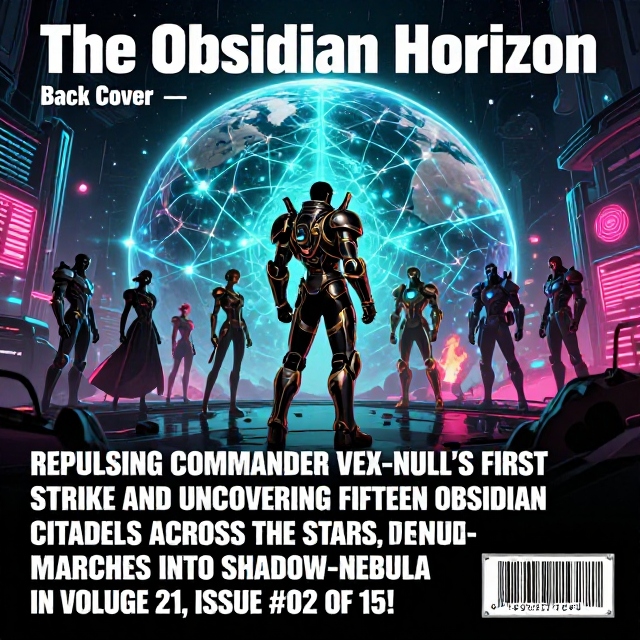 The Obsidian Horizon
Back Cover —
REPULSING COMMANDER VEX-NULL'S FIRST
STRIKE AND UNCOVERING FIFTEEN OBSIDIAN
CITADELS ACROSS THE STARS,
MARCHES INTO SHADOW-NEBULA
IN VOLUGE 21, ISSUE #02 OF 15!